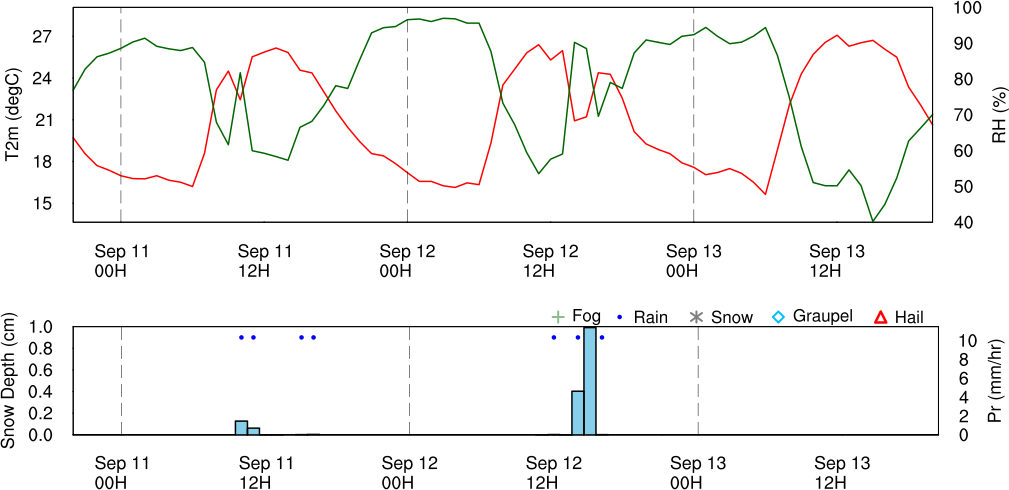 T2m (degC)
27
24
21
18
15
100
90
80
70
60
50
40
RH (%)
Sep 11 Sep 11 Sep 12 Sep 12 Sep 13 Sep 13
00H 12H 00H 12H 00H 12H
Fog Rain Snow Graupel Hail
Snow Depth (cm)
1.0
0.8
0.6
0.4
0.2
0.0
10
8
6
4
2
0
Pr (mm/hr)
Sep 11 Sep 11 Sep 12 Sep 12 Sep 13 Sep 13
00H 12H 00H 12H 00H 12H